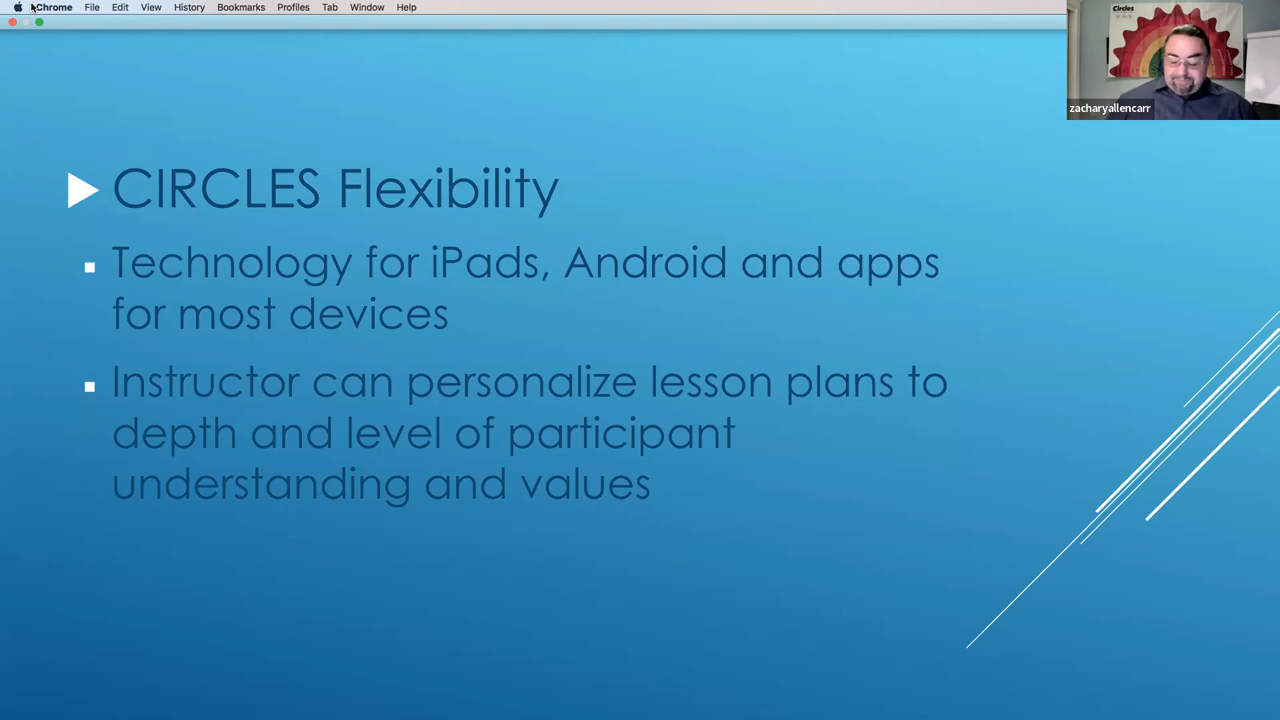 Chrome File Edit View History Bookmarks Profiles Tab Window Help
Circles
zacharyallencarr
CIRCLES Flexibility
Technology for iPads, Android and apps
for most devices
Instructor can personalize lesson plans to
depth and level of participant
understanding and values